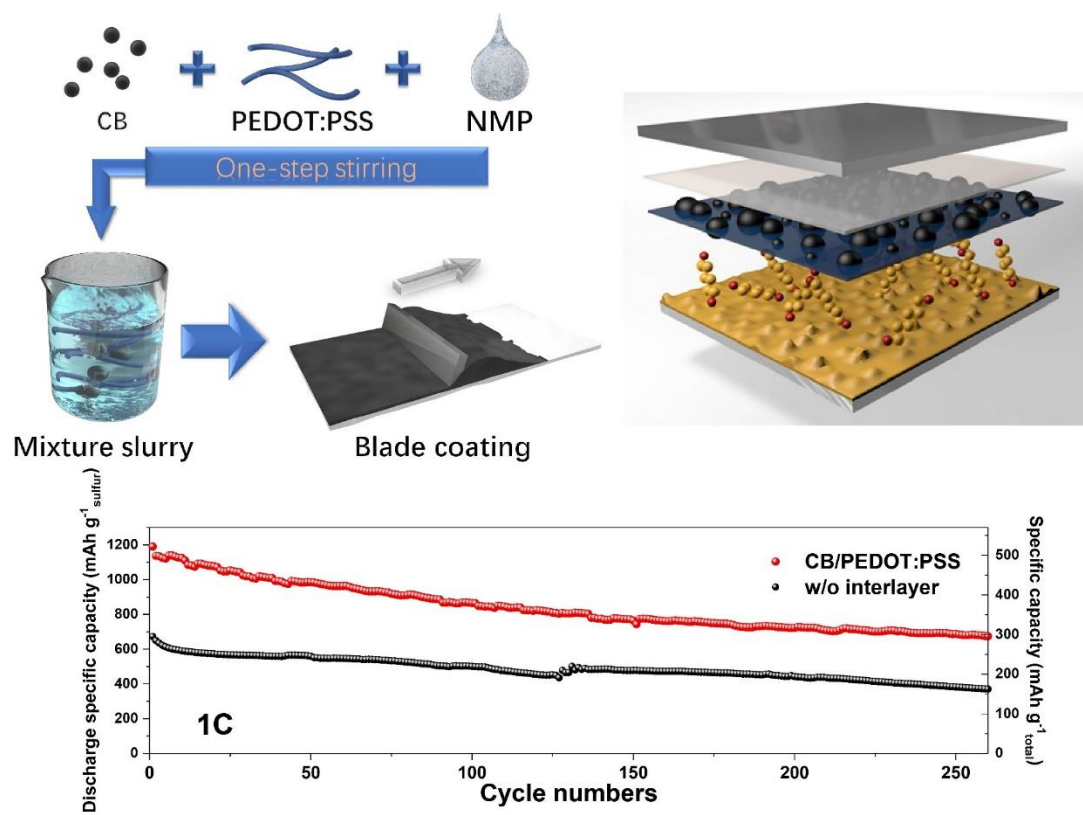 CB
PEDOT:PSS
NMP
One-step stirring
Mixture slurry
Blade coating
Discharge specific capacity (mAh g⁻¹ sulfur)
1200
1000
800
600
400
200
0
CB/PEDOT:PSS
w/o interlayer
1C
500
400
300
200
100
0
Specific capacity (mAh g⁻¹ total)
0
50
100
150
200
250
Cycle numbers